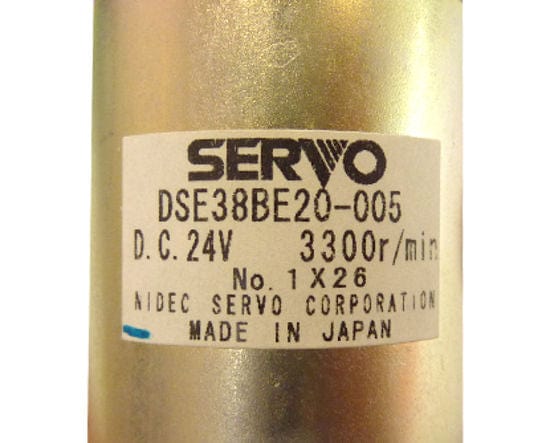 SERVO
DSE38BE20-005
D.C.24V 3300r/min
No. 1X26
NIDEC SERVO CORPORATION
MADE IN JAPAN